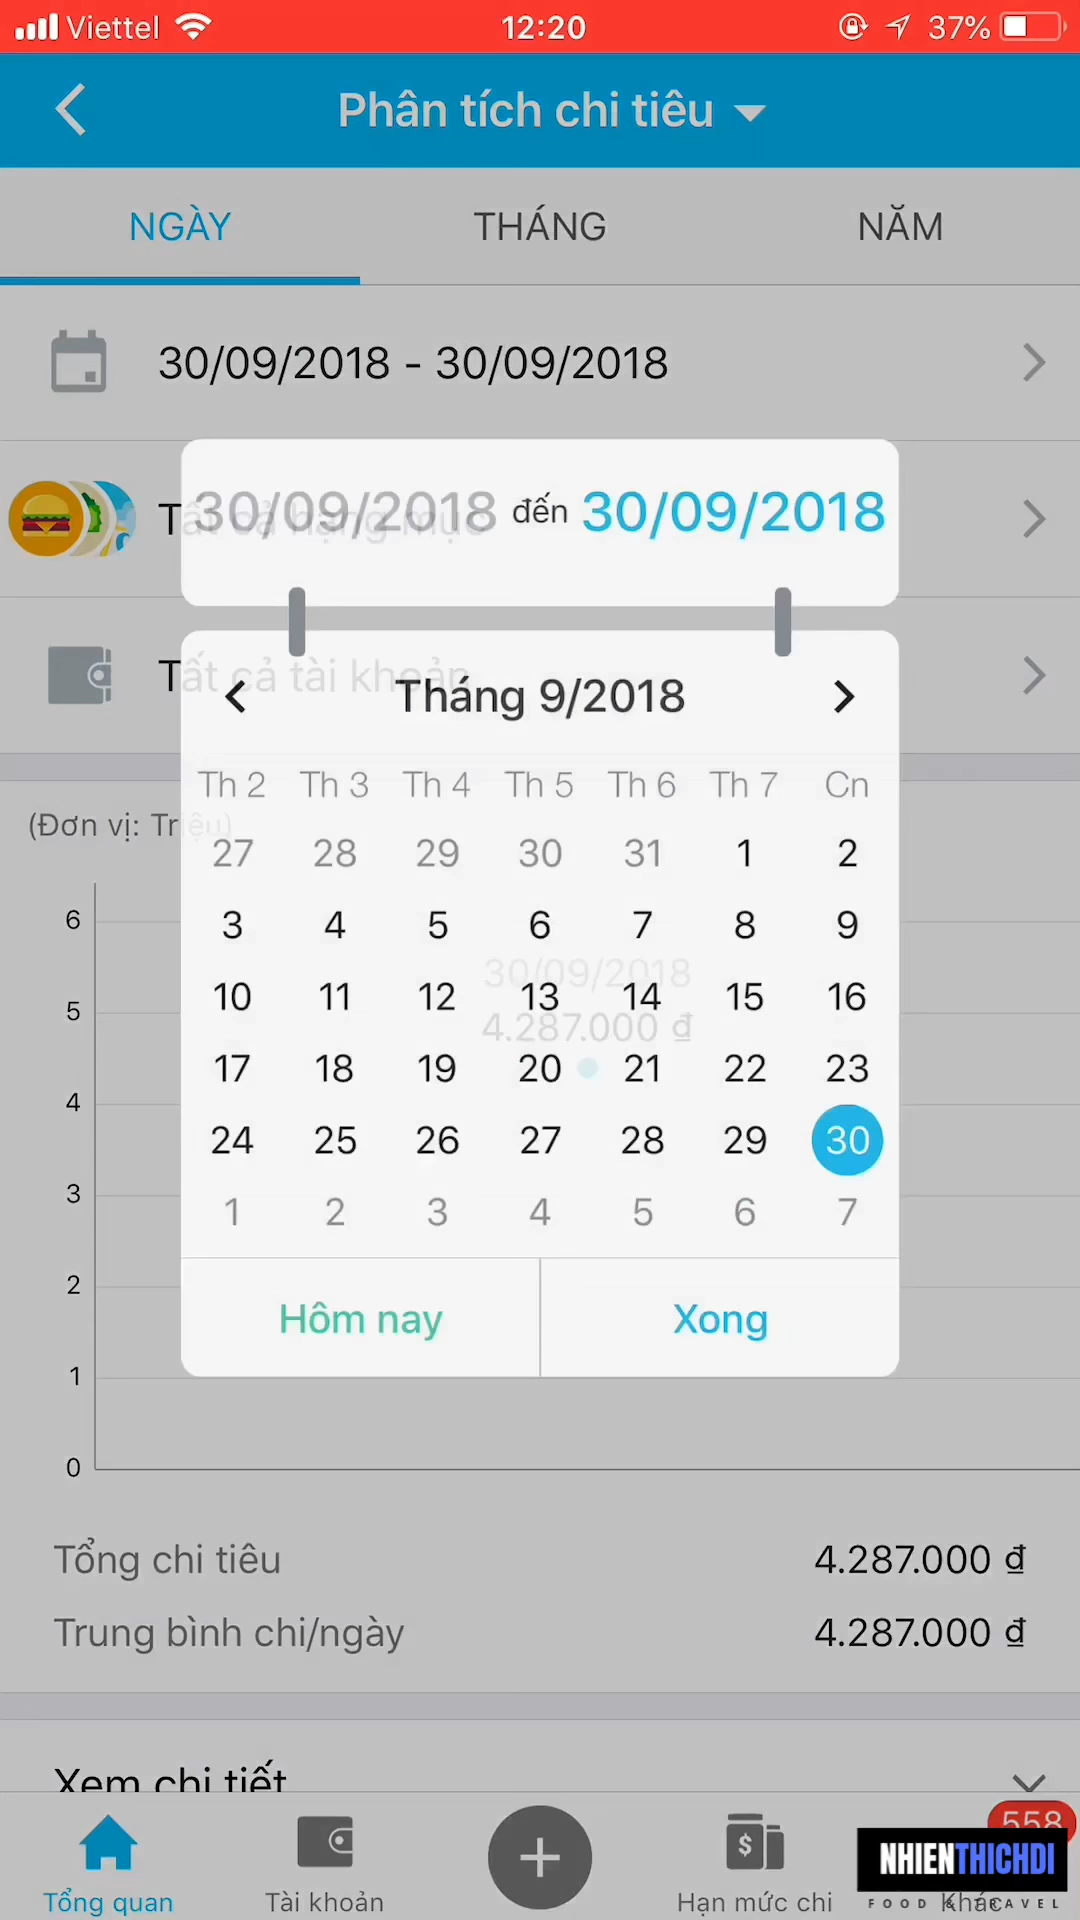 Viettel 12:20 37%
Phân tích chi tiêu
NGÀY THÁNG NĂM
30/09/2018 - 30/09/2018
Tất cả hạng mục
30/09/2018 đến 30/09/2018
Tất cả tài khoản
Tháng 9/2018
Th 2 Th 3 Th 4 Th 5 Th 6 Th 7 Cn
(Đơn vị: Triệu)
27 28 29 30 31 1 2
6
3 4 5 6 7 8 9
30/09/2018
5
10 11 12 13 14 15 16
4.287.000 đ
17 18 19 20 21 22 23
4
24 25 26 27 28 29 30
3
1 2 3 4 5 6 7
2
Hôm nay Xong
1
0
Tổng chi tiêu 4.287.000 đ
Trung bình chi/ngày 4.287.000 đ
Xem chi tiết
558
NHIENTHICHDI
FOOD & TRAVEL
Tổng quan Tài khoản Hạn mức chi Khác